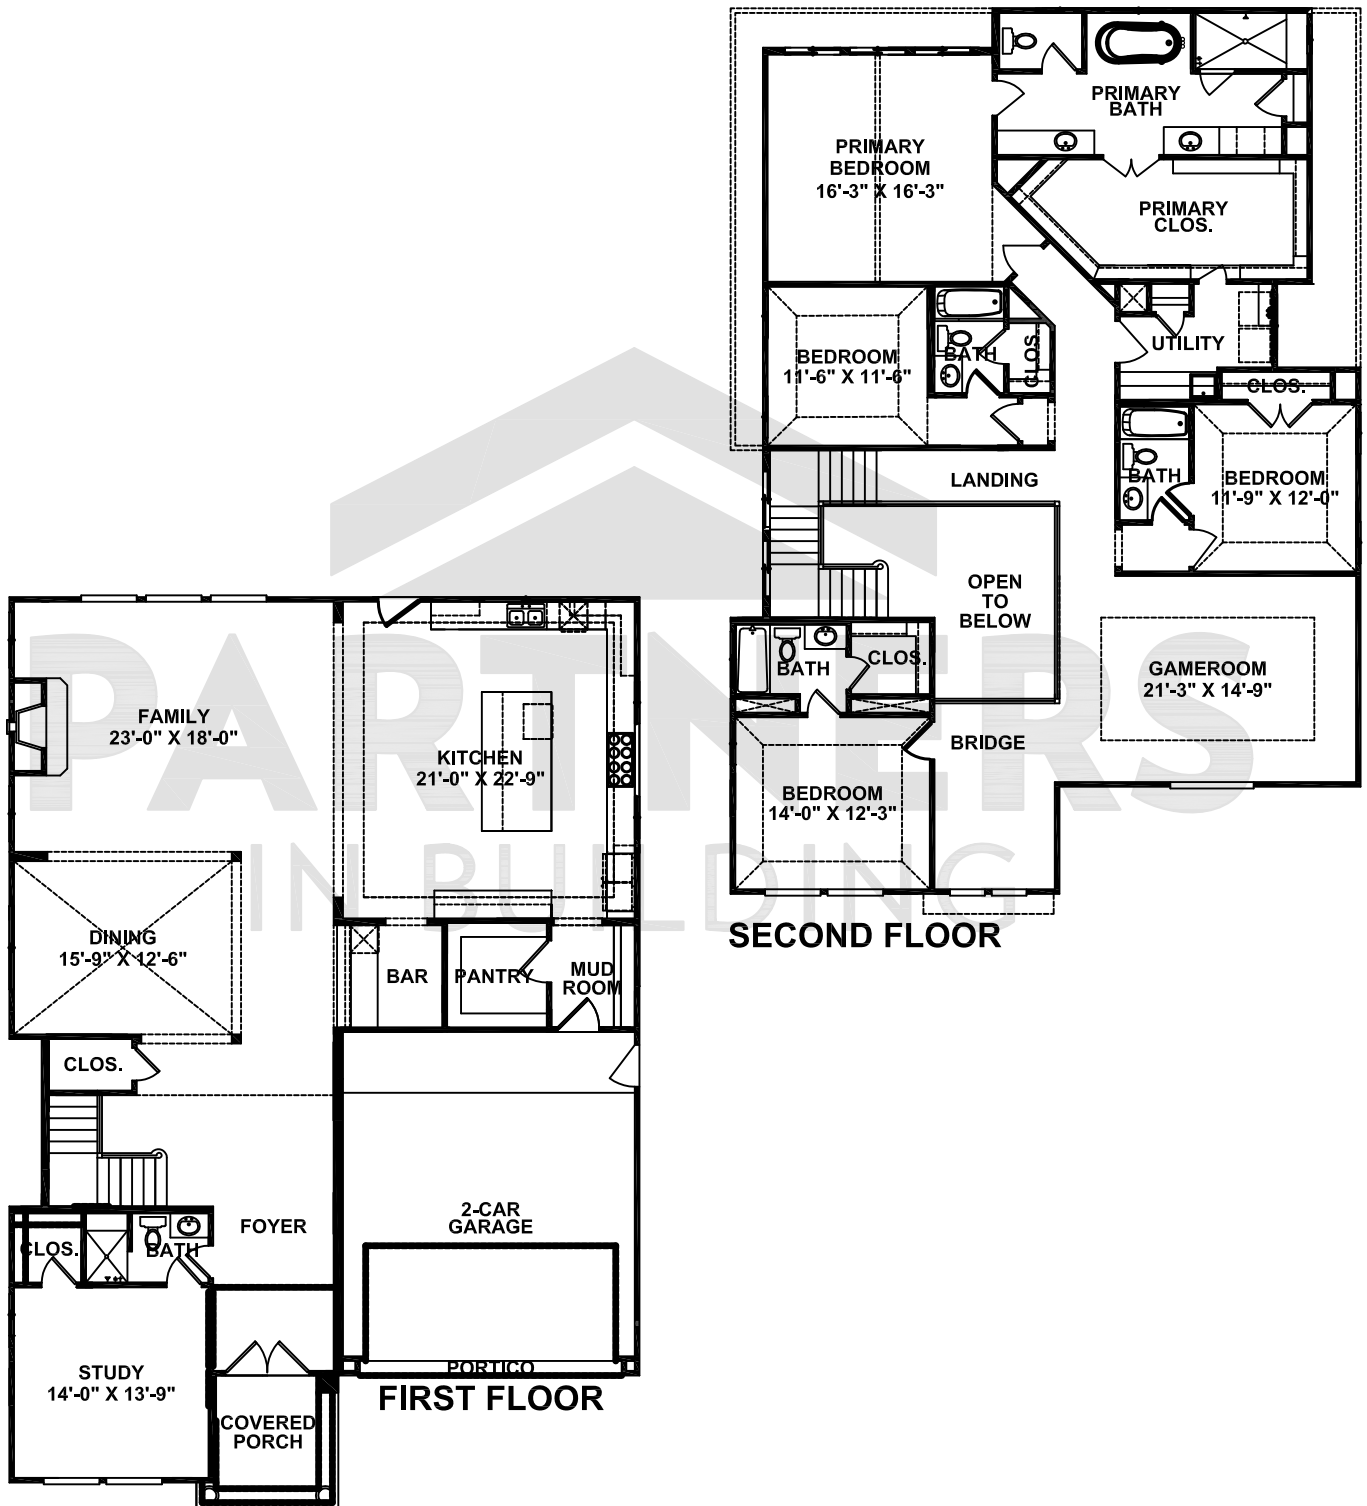 PRIMARY
BATH
PRIMARY
BEDROOM
16'-3" X 16'-3"
PRIMARY
CLOS.
UTILITY
BEDROOM
11'-6" X 11'-6"
BATH
CLOS.
CLOS.
BATH
BEDROOM
11'-9" X 12'-0"
LANDING
OPEN
TO
BELOW
BATH
CLOS.
GAMEROOM
21'-3" X 14'-9"
BRIDGE
BEDROOM
14'-0" X 12'-3"
SECOND FLOOR
PARTNERS
IN BUILDING
FAMILY
23'-0" X 18'-0"
KITCHEN
21'-0" X 22'-9"
DINING
15'-9" X 12'-6"
BAR
PANTRY
MUD
ROOM
CLOS.
2-CAR
GARAGE
FOYER
CLOS.
BATH
PORTICO
STUDY
14'-0" X 13'-9"
FIRST FLOOR
COVERED
PORCH